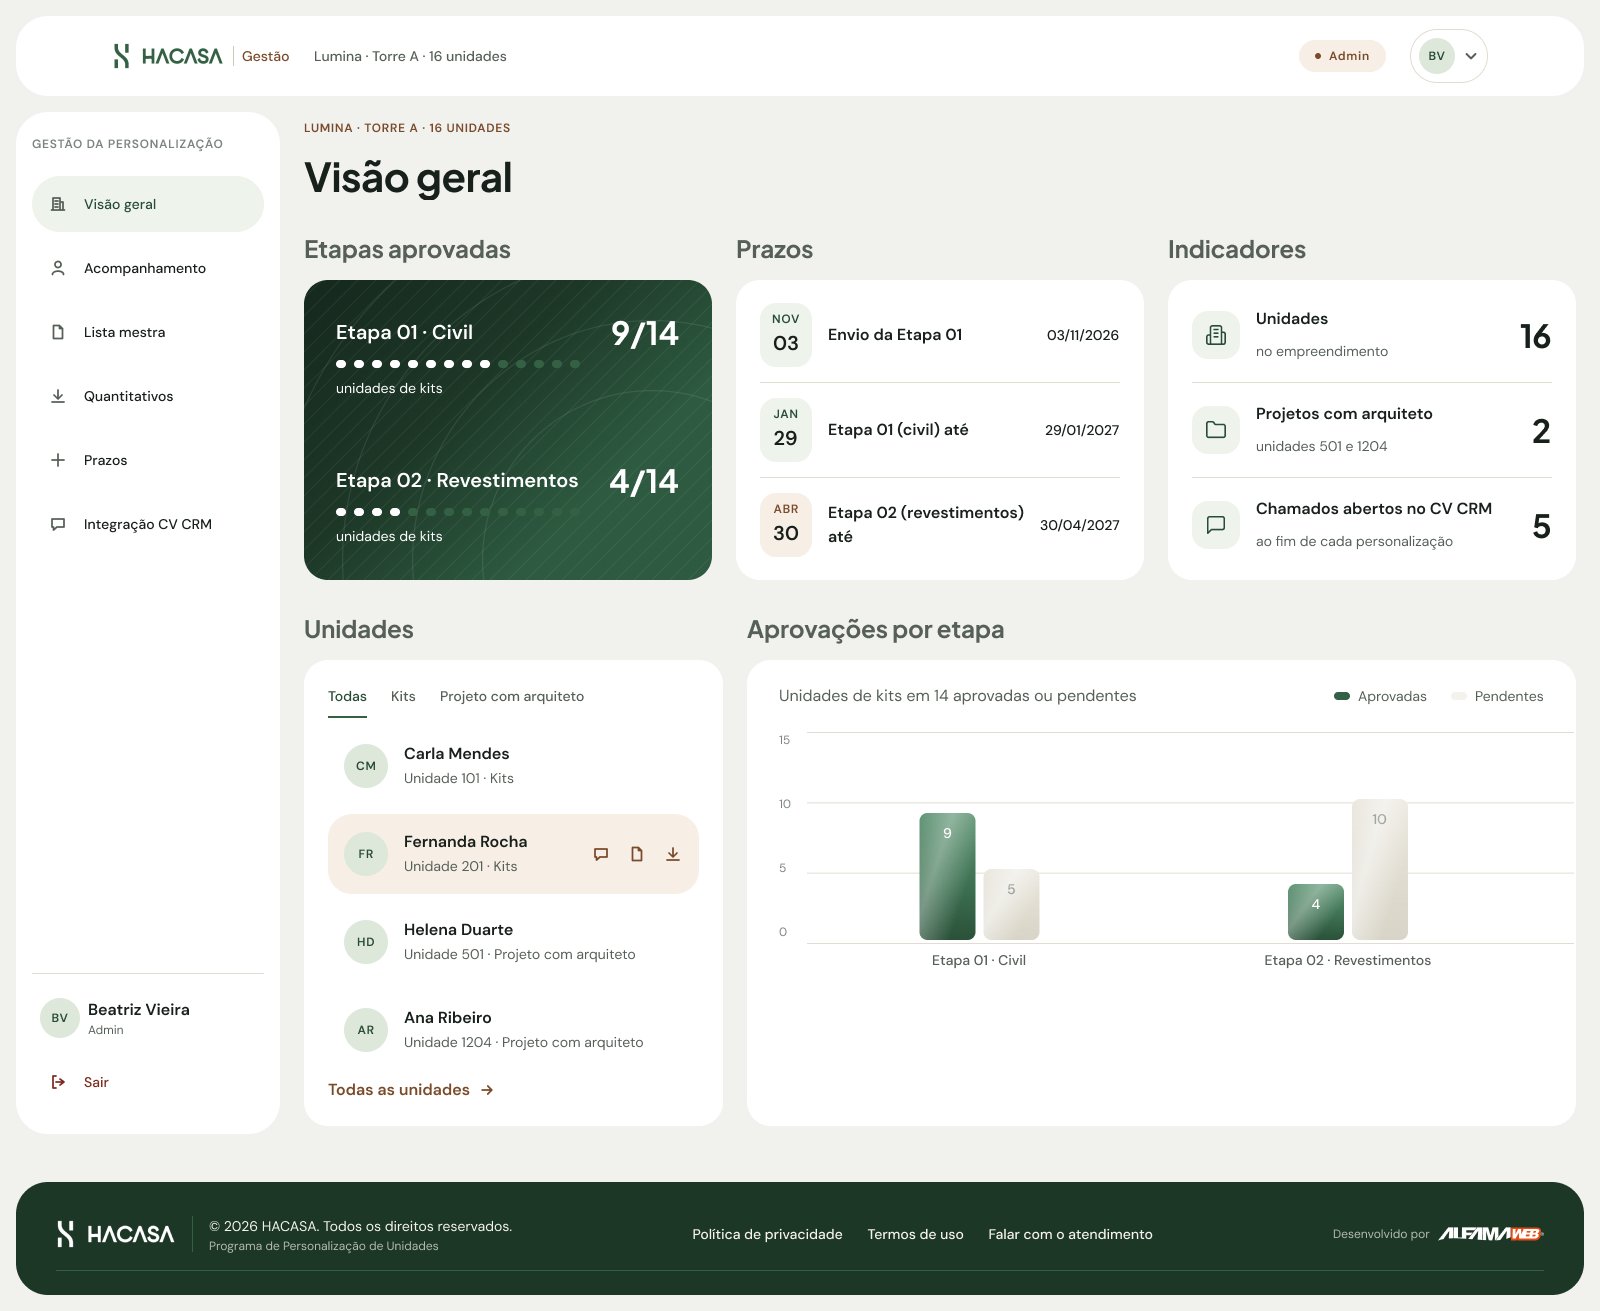 HACASA
Gestão
Lumina · Torre A · 16 unidades
Admin
BV
GESTÃO DA PERSONALIZAÇÃO
Visão geral
Acompanhamento
Lista mestra
Quantitativos
Prazos
Integração CV CRM
BV
Beatriz Vieira
Admin
Sair
LUMINA · TORRE A · 16 UNIDADES
Visão geral
Etapas aprovadas
Etapa 01 · Civil
9/14
unidades de kits
Etapa 02 · Revestimentos
4/14
unidades de kits
Prazos
NOV
03
Envio da Etapa 01
03/11/2026
JAN
29
Etapa 01 (civil) até
29/01/2027
ABR
30
Etapa 02 (revestimentos)
até
30/04/2027
Indicadores
Unidades
no empreendimento
16
Projetos com arquiteto
unidades 501 e 1204
2
Chamados abertos no CV CRM
ao fim de cada personalização
5
Unidades
Todas
Kits
Projeto com arquiteto
CM
Carla Mendes
Unidade 101 · Kits
FR
Fernanda Rocha
Unidade 201 · Kits
HD
Helena Duarte
Unidade 501 · Projeto com arquiteto
AR
Ana Ribeiro
Unidade 1204 · Projeto com arquiteto
Todas as unidades
Aprovações por etapa
Unidades de kits em 14 aprovadas ou pendentes
Aprovadas
Pendentes
15
10
5
0
9
5
4
10
Etapa 01 · Civil
Etapa 02 · Revestimentos
HACASA
© 2026 HACASA. Todos os direitos reservados.
Programa de Personalização de Unidades
Política de privacidade
Termos de uso
Falar com o atendimento
Desenvolvido por
ALFAMAWEB